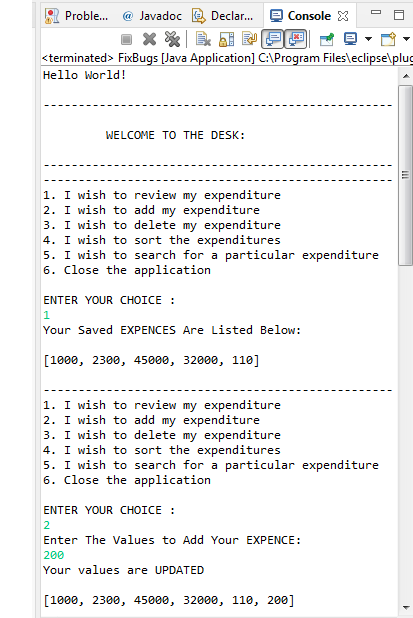 Proble... @ Javadoc Declar... Console
<terminated> FixBugs [Java Application] C:\Program Files\eclipse\plug
Hello World!
--------------------------------------------------
WELCOME TO THE DESK:
--------------------------------------------------
--------------------------------------------------
1. I wish to review my expenditure
2. I wish to add my expenditure
3. I wish to delete my expenditure
4. I wish to sort the expenditures
5. I wish to search for a particular expenditure
6. Close the application
ENTER YOUR CHOICE :
1
Your Saved EXPENCES Are Listed Below:
[1000, 2300, 45000, 32000, 110]
--------------------------------------------------
1. I wish to review my expenditure
2. I wish to add my expenditure
3. I wish to delete my expenditure
4. I wish to sort the expenditures
5. I wish to search for a particular expenditure
6. Close the application
ENTER YOUR CHOICE :
2
Enter The Values to Add Your EXPENCE:
200
Your values are UPDATED
[1000, 2300, 45000, 32000, 110, 200]